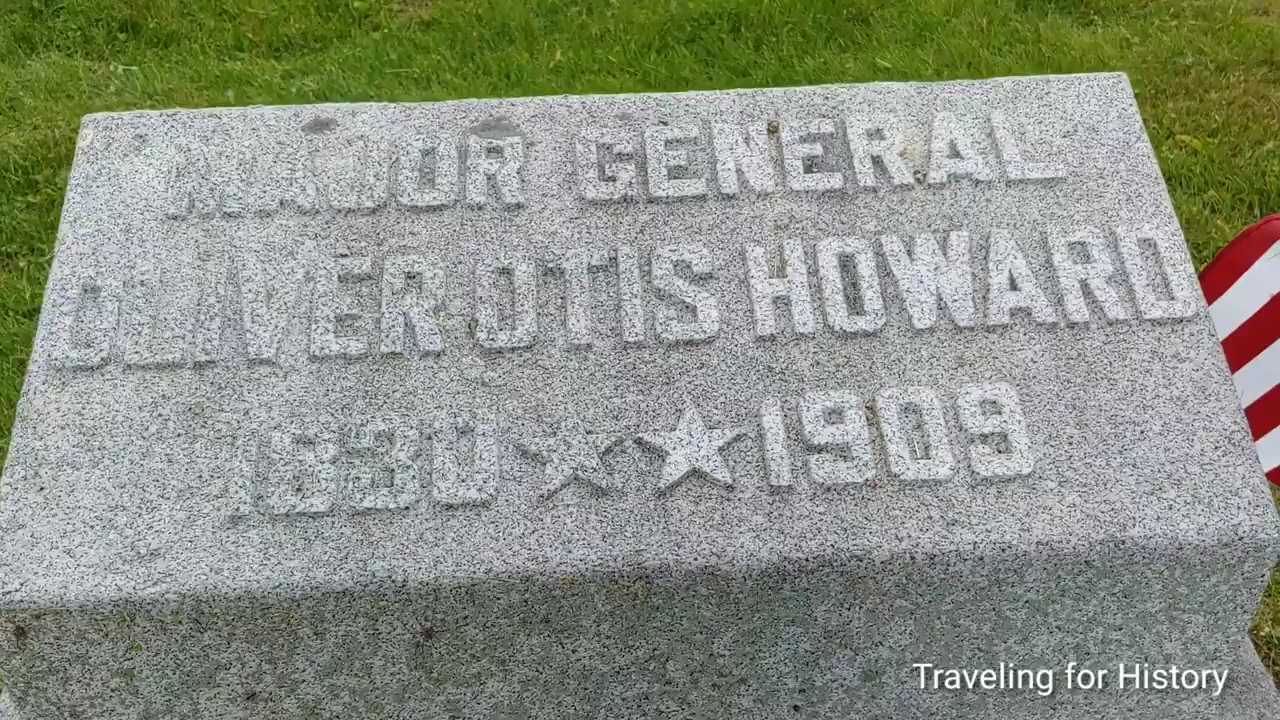 MAJOR GENERAL
OLIVER OTIS HOWARD
1830 ★ ★ 1909
Traveling for History